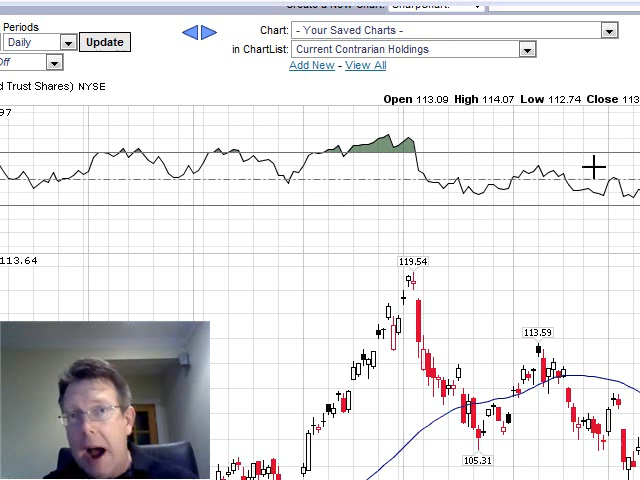 Periods
Daily
Update
Off
Chart:
- Your Saved Charts -
in ChartList:
Current Contrarian Holdings
Add New - View All
d Trust Shares) NYSE
Open 113.09 High 114.07 Low 112.74 Close 113
97
113.64
119.54
113.59
105.31